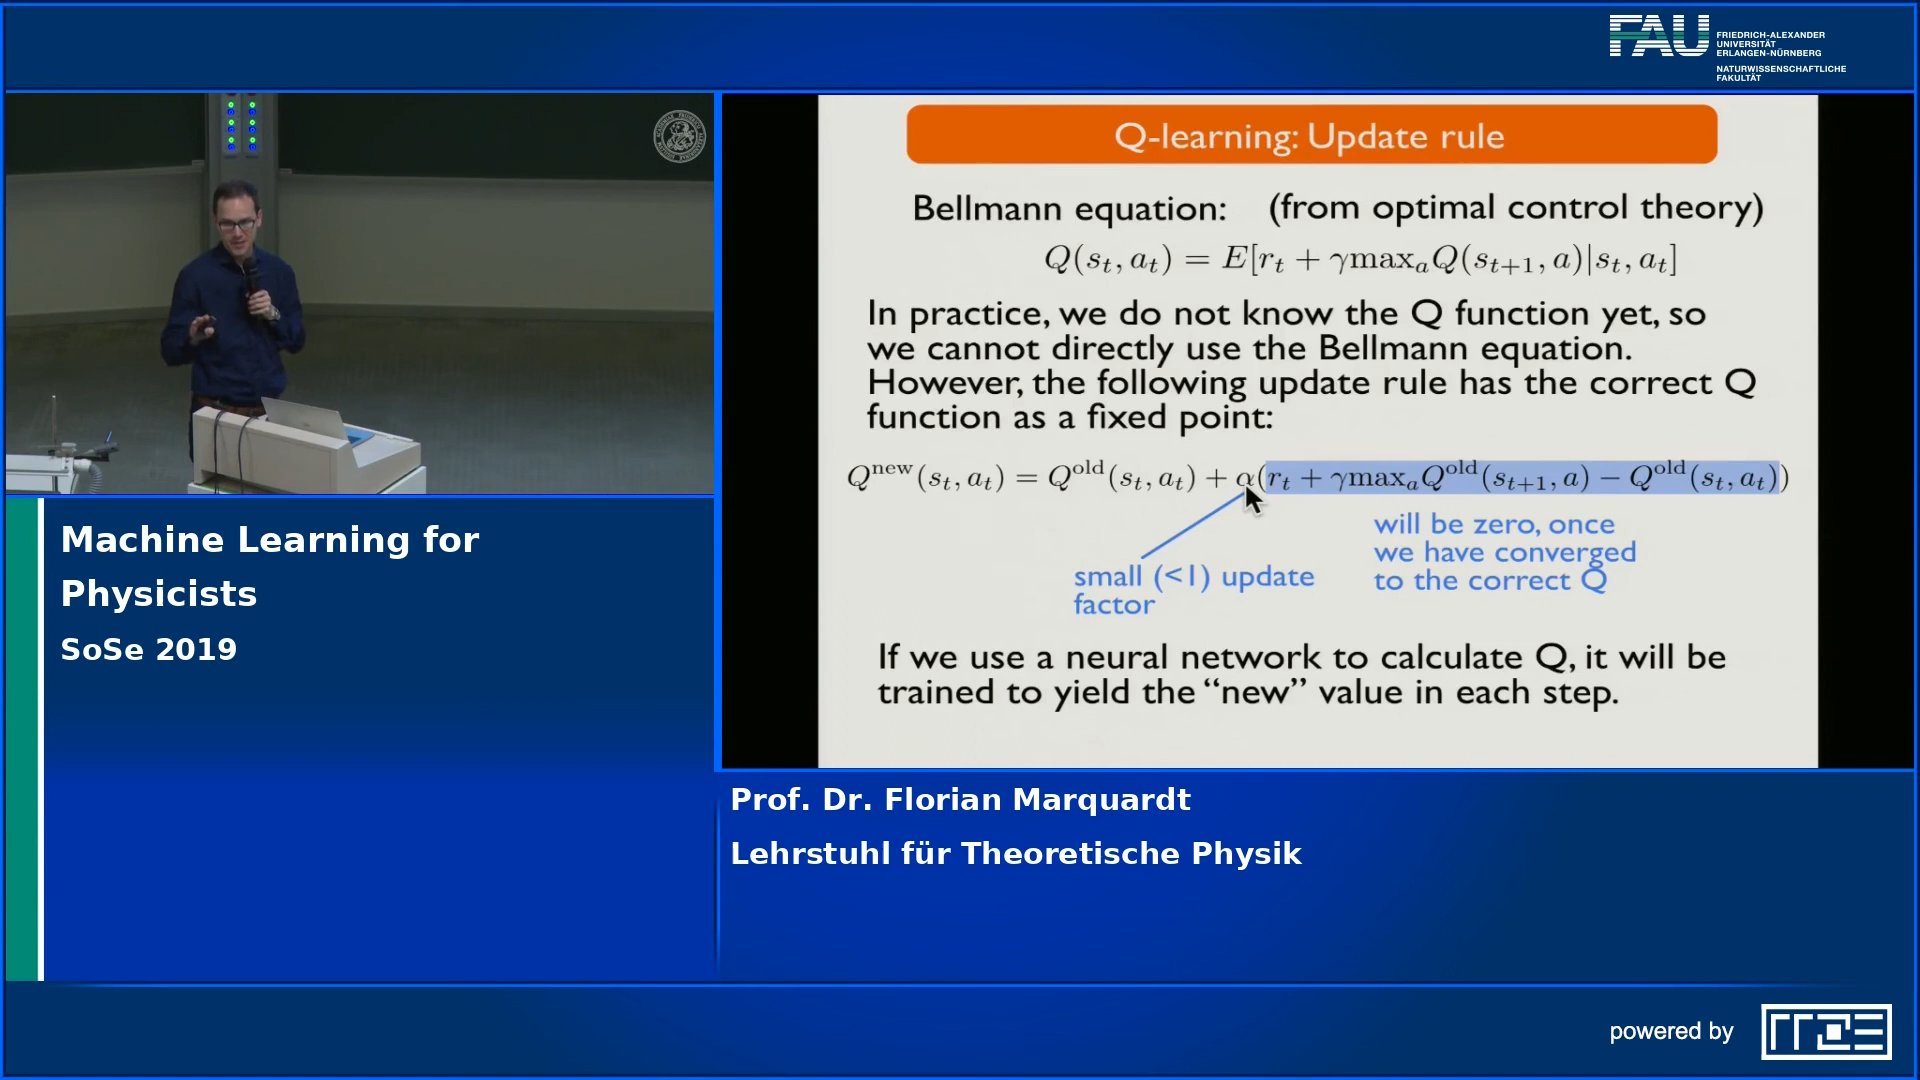 FAU
FRIEDRICH-ALEXANDER
UNIVERSITÄT
ERLANGEN-NÜRNBERG
NATURWISSENSCHAFTLICHE
FAKULTÄT
Q-learning: Update rule
Bellmann equation: (from optimal control theory)
Q(s_t, a_t) = E[r_t + γmax_a Q(s_{t+1}, a)|s_t, a_t]
In practice, we do not know the Q function yet, so
we cannot directly use the Bellmann equation.
However, the following update rule has the correct Q
function as a fixed point:
Q^new(s_t, a_t) = Q^old(s_t, a_t) + α(r_t + γmax_a Q^old(s_{t+1}, a) − Q^old(s_t, a_t))
small (<1) update
factor
will be zero, once
we have converged
to the correct Q
If we use a neural network to calculate Q, it will be
trained to yield the “new” value in each step.
Machine Learning for
Physicists
SoSe 2019
Prof. Dr. Florian Marquardt
Lehrstuhl für Theoretische Physik
powered by